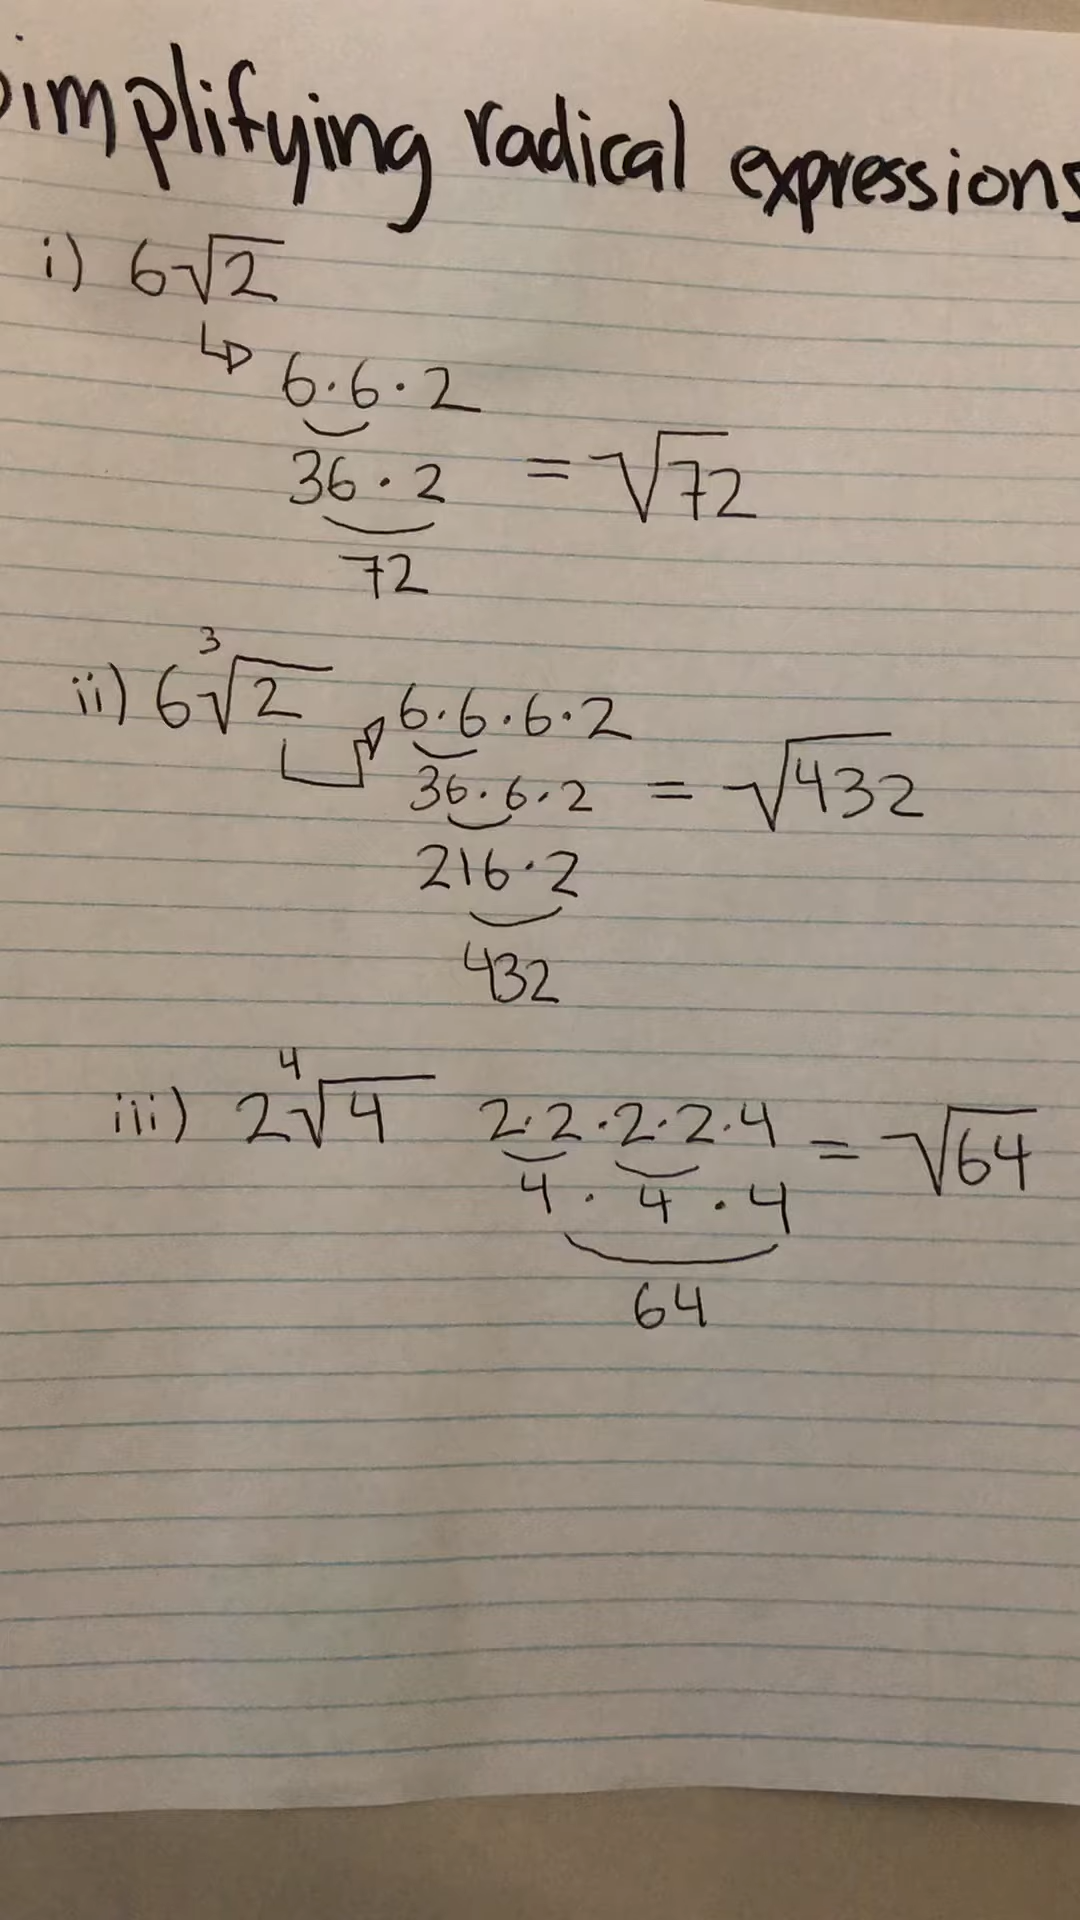 Simplifying radical expressions
i) 6√2
↳ 6·6·2
36·2 = √72
72
ii) 6∛2 → 6·6·6·2
36·6·2 = √432
216·2
432
iii) 2∜4 2·2·2·2·4 = √64
4·4·4
64